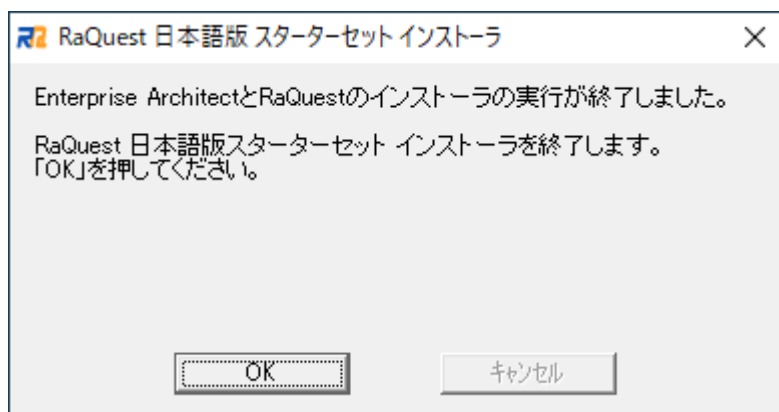 RaQuest 日本語版 スターターセット インストーラ
Enterprise ArchitectとRaQuestのインストーラの実行が終了しました。
RaQuest 日本語版スターターセット インストーラを終了します。
「OK」を押してください。
OK
キャンセル